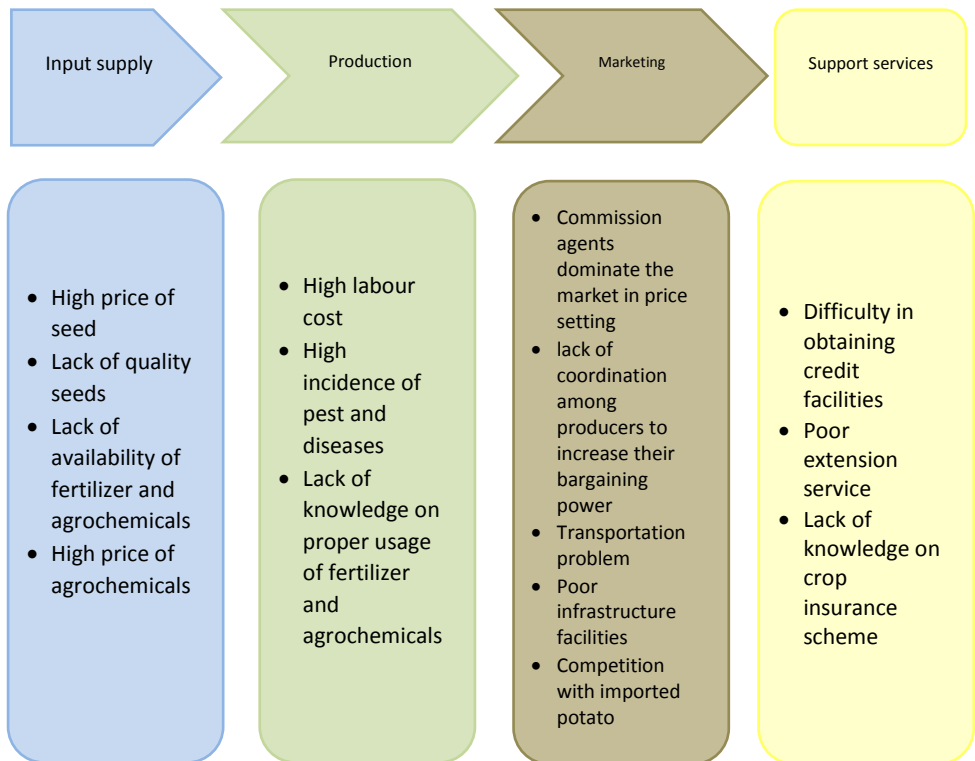 Input supply
Production
Marketing
Support services
• High price of
seed
• Lack of quality
seeds
• Lack of
availability of
fertilizer and
agrochemicals
• High price of
agrochemicals
• High labour
cost
• High
incidence of
pest and
diseases
• Lack of
knowledge on
proper usage
of fertilizer
and
agrochemicals
• Commission
agents
dominate the
market in price
setting
• lack of
coordination
among
producers to
increase their
bargaining
power
• Transportation
problem
• Poor
infrastructure
facilities
• Competition
with imported
potato
• Difficulty in
obtaining
credit
facilities
• Poor
extension
service
• Lack of
knowledge on
crop
insurance
scheme